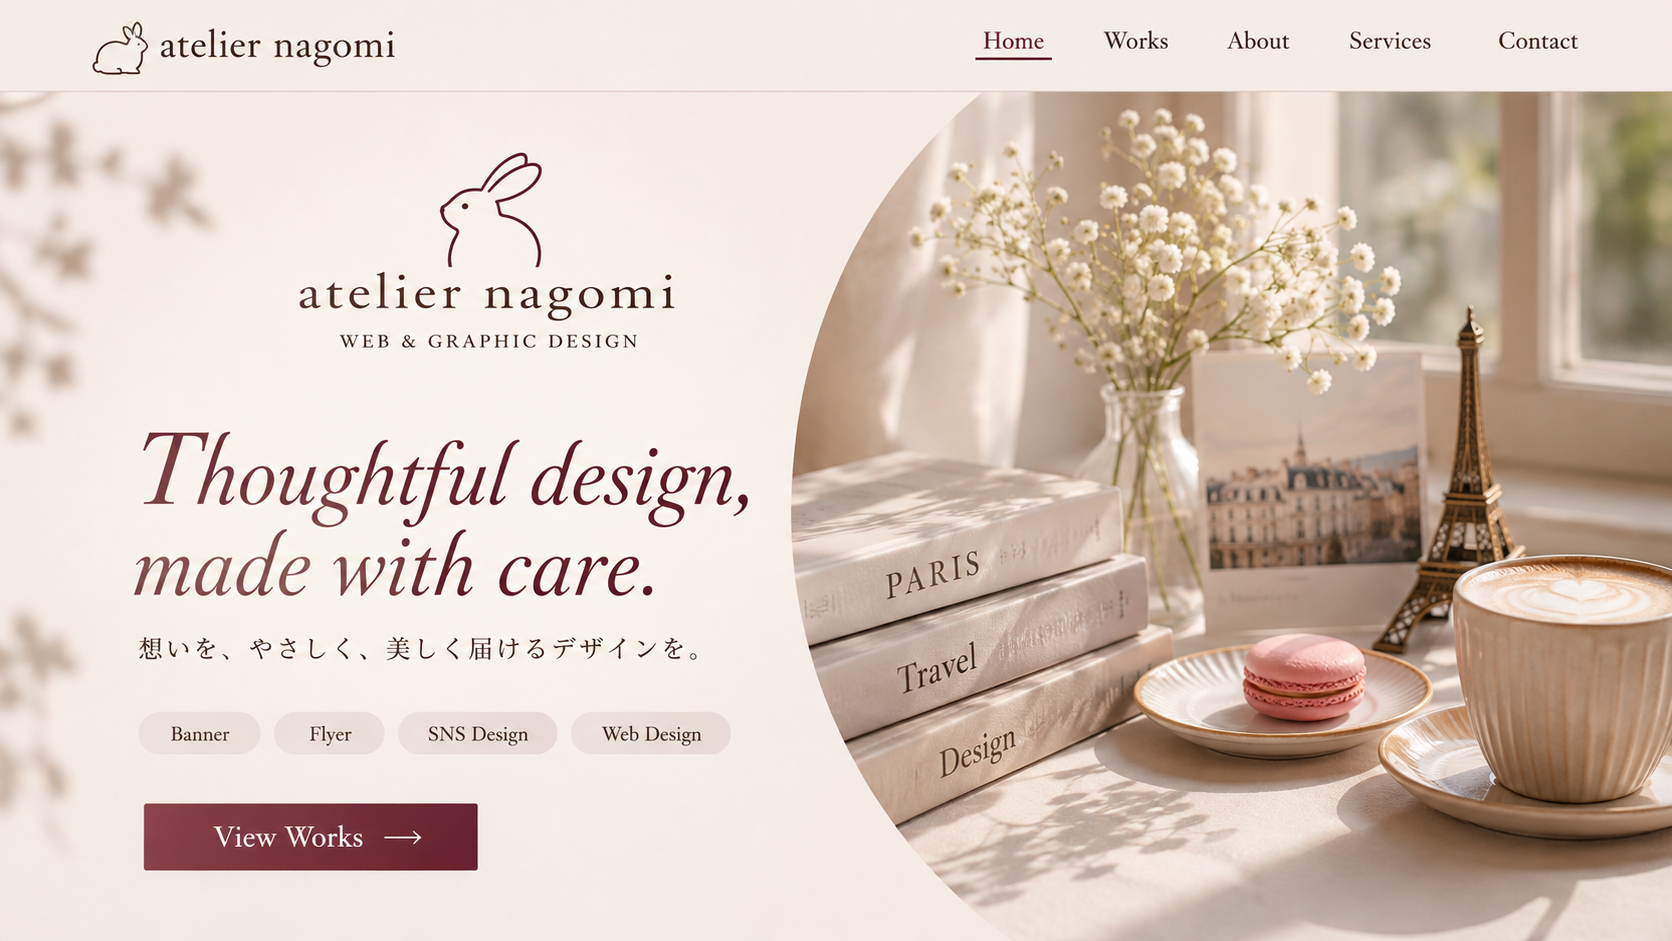 atelier nagomi
Home Works About Services Contact
atelier nagomi
WEB & GRAPHIC DESIGN
Thoughtful design,
made with care.
想いを、やさしく、美しく届けるデザインを。
Banner Flyer SNS Design Web Design
View Works →
PARIS
Travel
Design